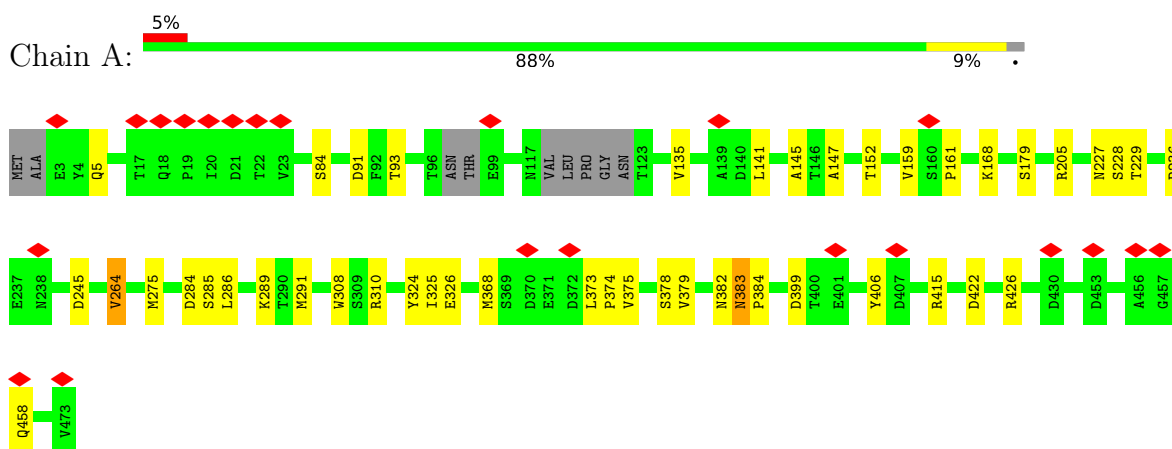 5%
Chain A:
88% 9% •
MET ALA E3 Y4 Q5 T17 Q18 P19 I20 D21 T22 V23 S84 D91 F92 T93 T96 ASN THR E99 N117 VAL LEU PRO GLY ASN T123 V135 A139 D140 L141 A145 T146 A147 T152 V159 S160 P161 K168 S179 R205 N227 S228 T229
E237 N238 D245 V264 M275 D284 S285 L286 K289 T290 M291 W308 S309 R310 Y324 I325 E326 M368 S369 D370 E371 D372 L373 P374 V375 S378 V379 N382 N383 P384 D399 T400 E401 Y406 D407 R415 D422 R426 D430 D453 A456 G457
Q458 V473